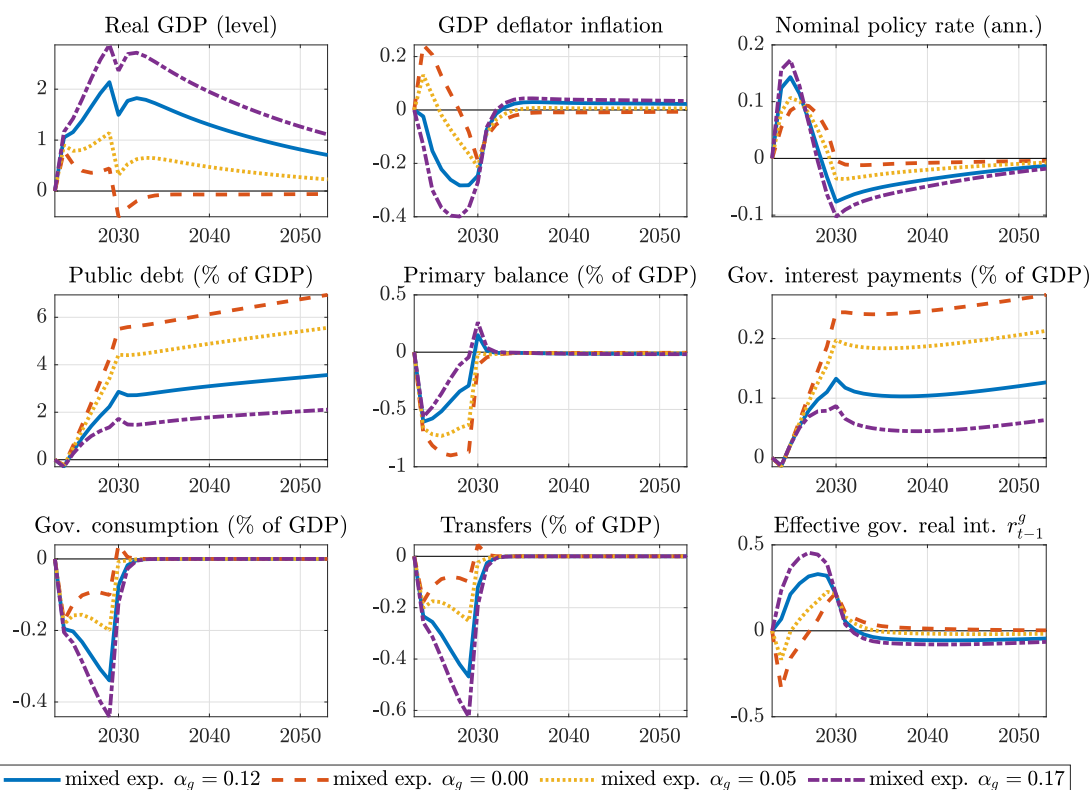 Real GDP (level)
GDP deflator inflation
Nominal policy rate (ann.)
2
1
0
2030 2040 2050
0.2
0
-0.2
-0.4
2030 2040 2050
0.2
0.1
0
-0.1
2030 2040 2050
Public debt (% of GDP)
Primary balance (% of GDP)
Gov. interest payments (% of GDP)
6
4
2
0
2030 2040 2050
0.5
0
-0.5
-1
2030 2040 2050
0.2
0.1
0
2030 2040 2050
Gov. consumption (% of GDP)
Transfers (% of GDP)
Effective gov. real int. $r^g_{t-1}$
0
-0.2
-0.4
2030 2040 2050
0
-0.2
-0.4
-0.6
2030 2040 2050
0.5
0
-0.5
2030 2040 2050
mixed exp. $\alpha_g = 0.12$ mixed exp. $\alpha_g = 0.00$ mixed exp. $\alpha_g = 0.05$ mixed exp. $\alpha_g = 0.17$